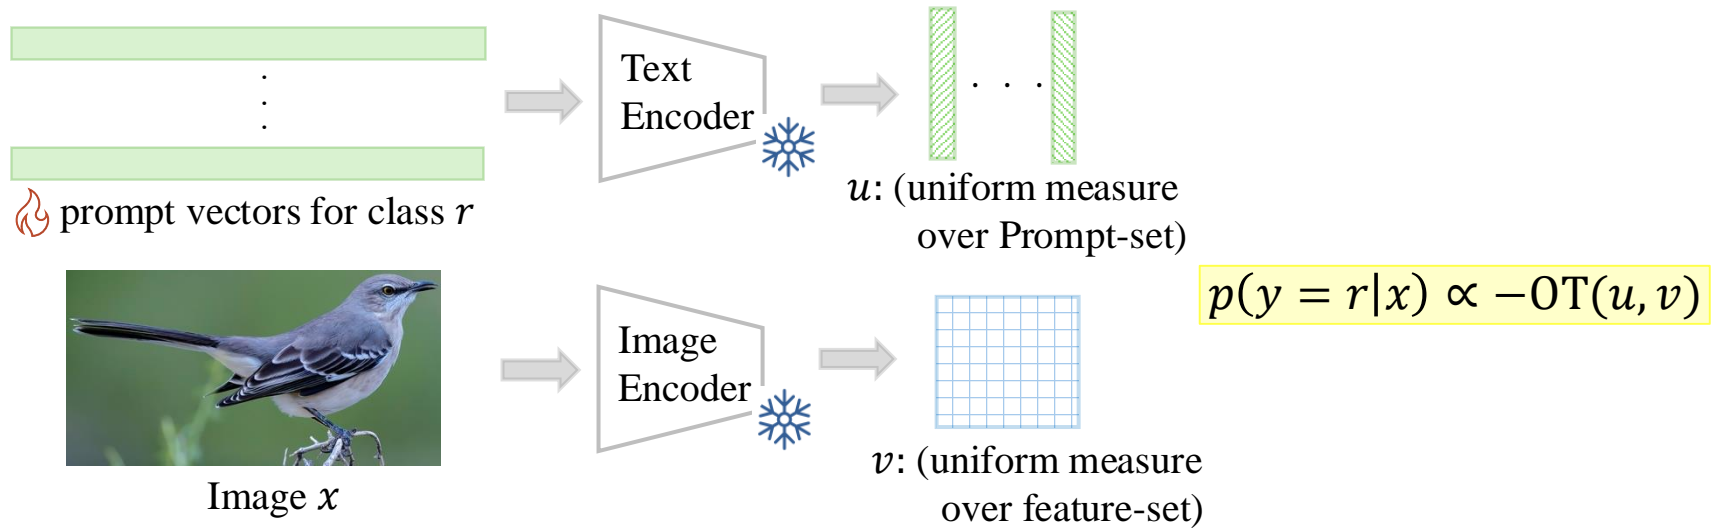 Text
Encoder
u: (uniform measure
over Prompt-set)
prompt vectors for class r
p(y = r|x) ∝ −OT(u, v)
Image
Encoder
v: (uniform measure
over feature-set)
Image x